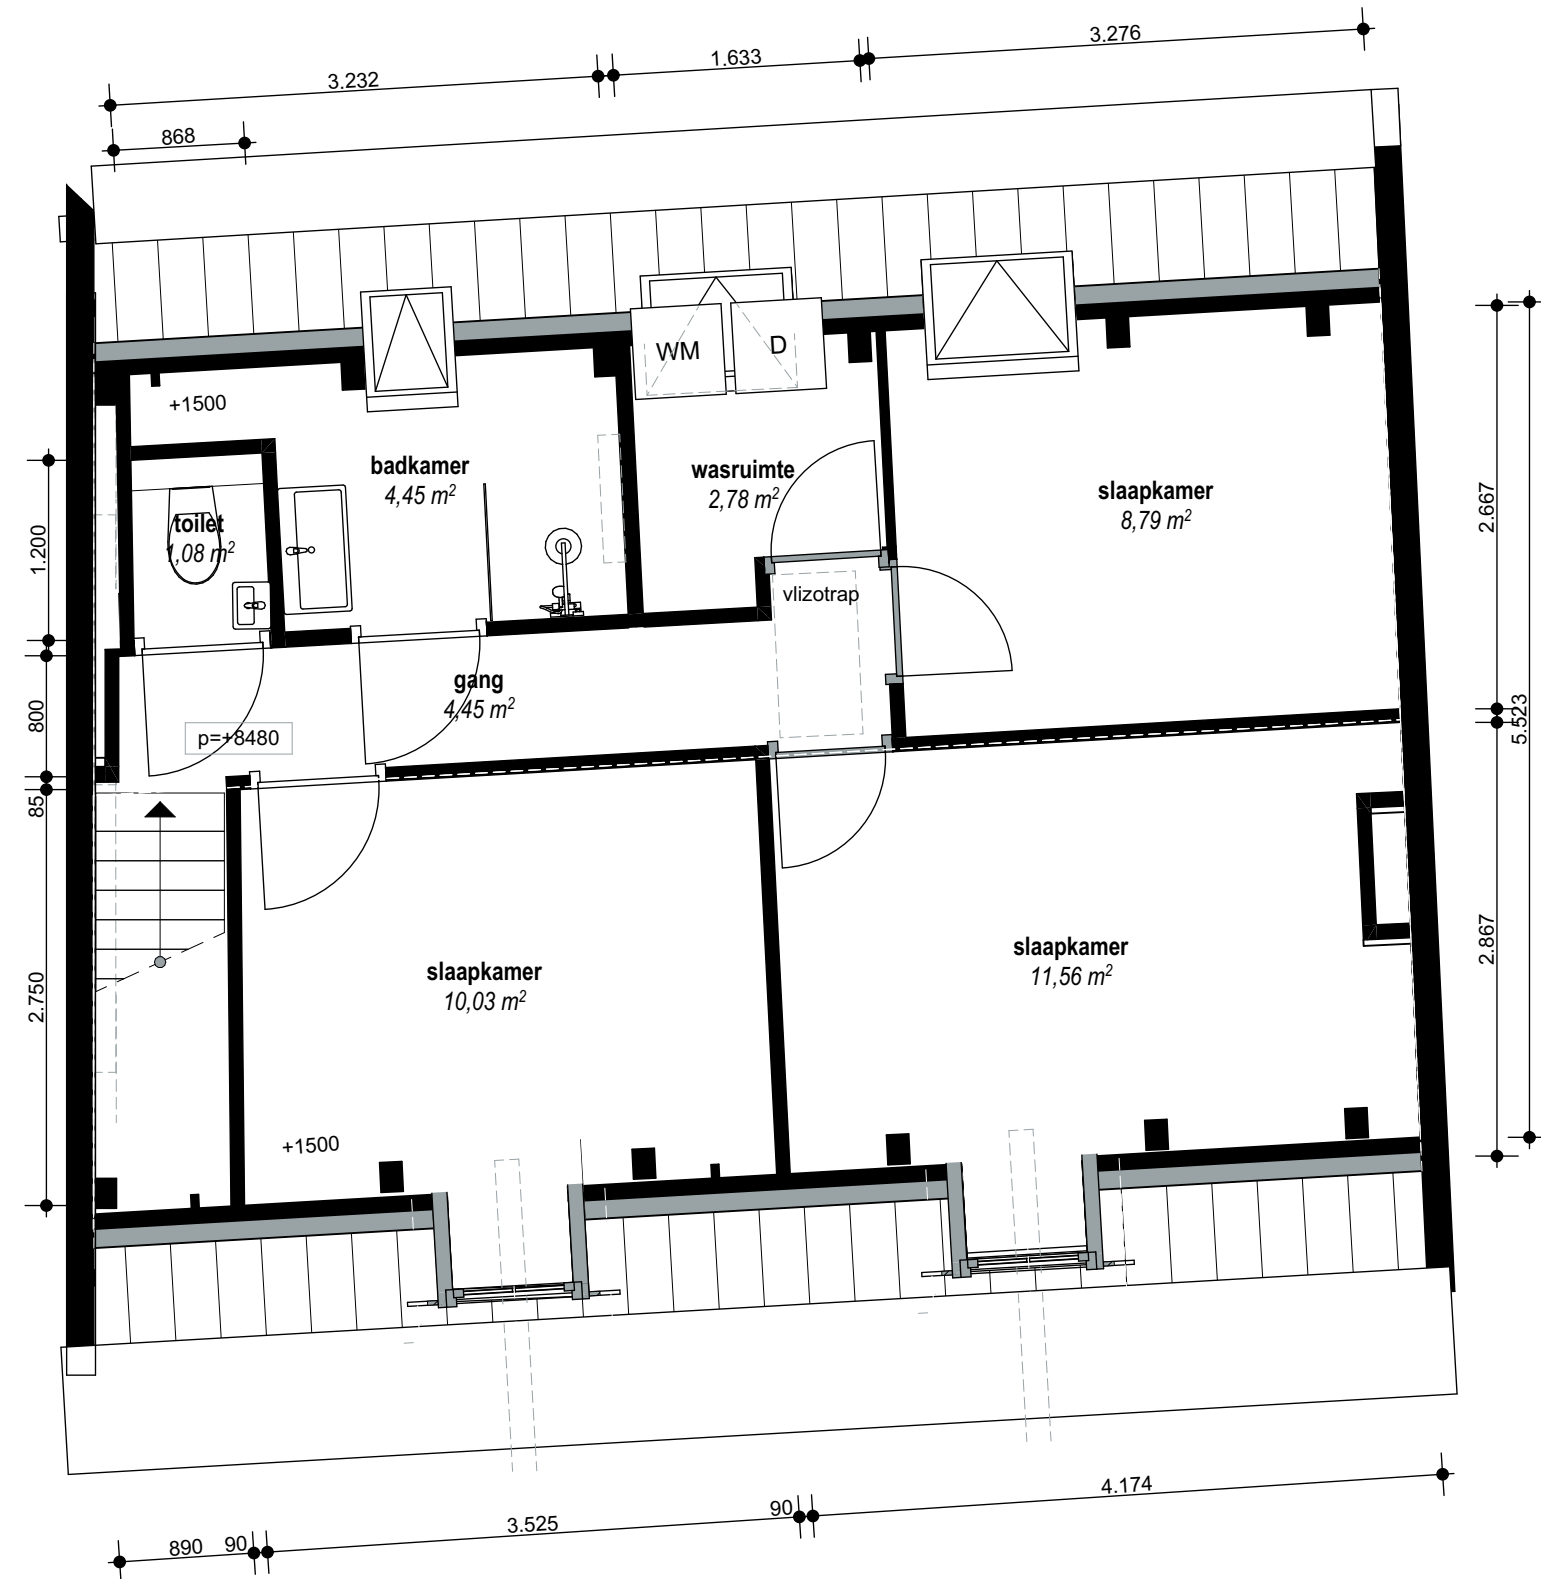 3.276
1.633
3.232
868
WM
D
+1500
badkamer
4,45 m²
wasruimte
2,78 m²
slaapkamer
8,79 m²
toilet
1,08 m²
1.200
2.667
vlizotrap
gang
4,45 m²
p=+8480
800
5.523
85
slaapkamer
10,03 m²
slaapkamer
11,56 m²
2.867
2.750
+1500
4.174
90
3.525
90
890